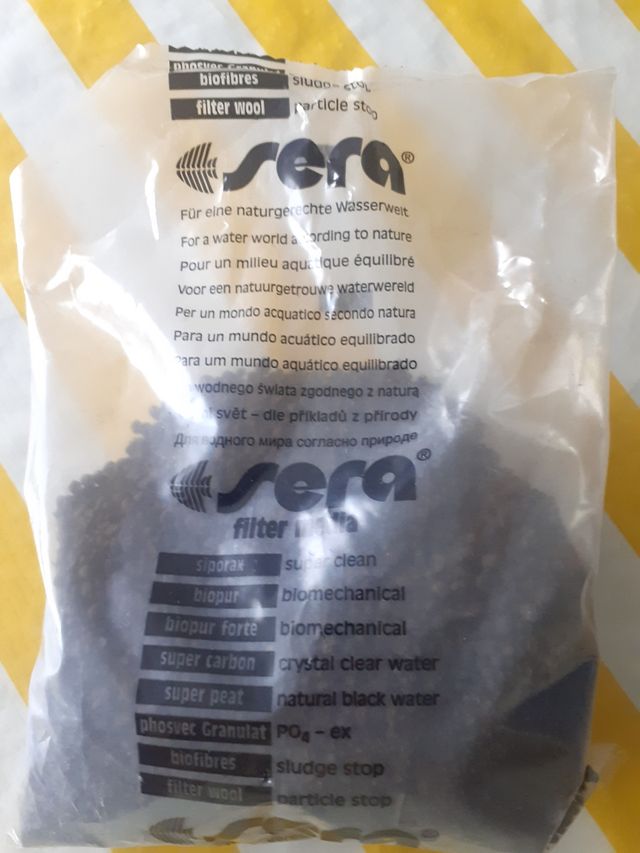 phosvec Granulat
biofibres sludge - stop
filter wool particle stop
sera®
Für eine naturgerechte Wasserwelt
For a water world according to nature
Pour un milieu aquatique équilibré
Voor een natuurgetrouwe waterwereld
Per un mondo acquatico secondo natura
Para un mundo acuático equilibrado
Para um mundo aquático equilibrado
wodnego świata zgodnego z naturą
svět – dle příkladů z přírody
Для водного мира согласно природе
sera®
filter media
siporax super clean
biopur biomechanical
biopur forte biomechanical
super carbon crystal clear water
super peat natural black water
phosvec Granulat PO₄ – ex
biofibres sludge stop
filter wool particle stop
sera